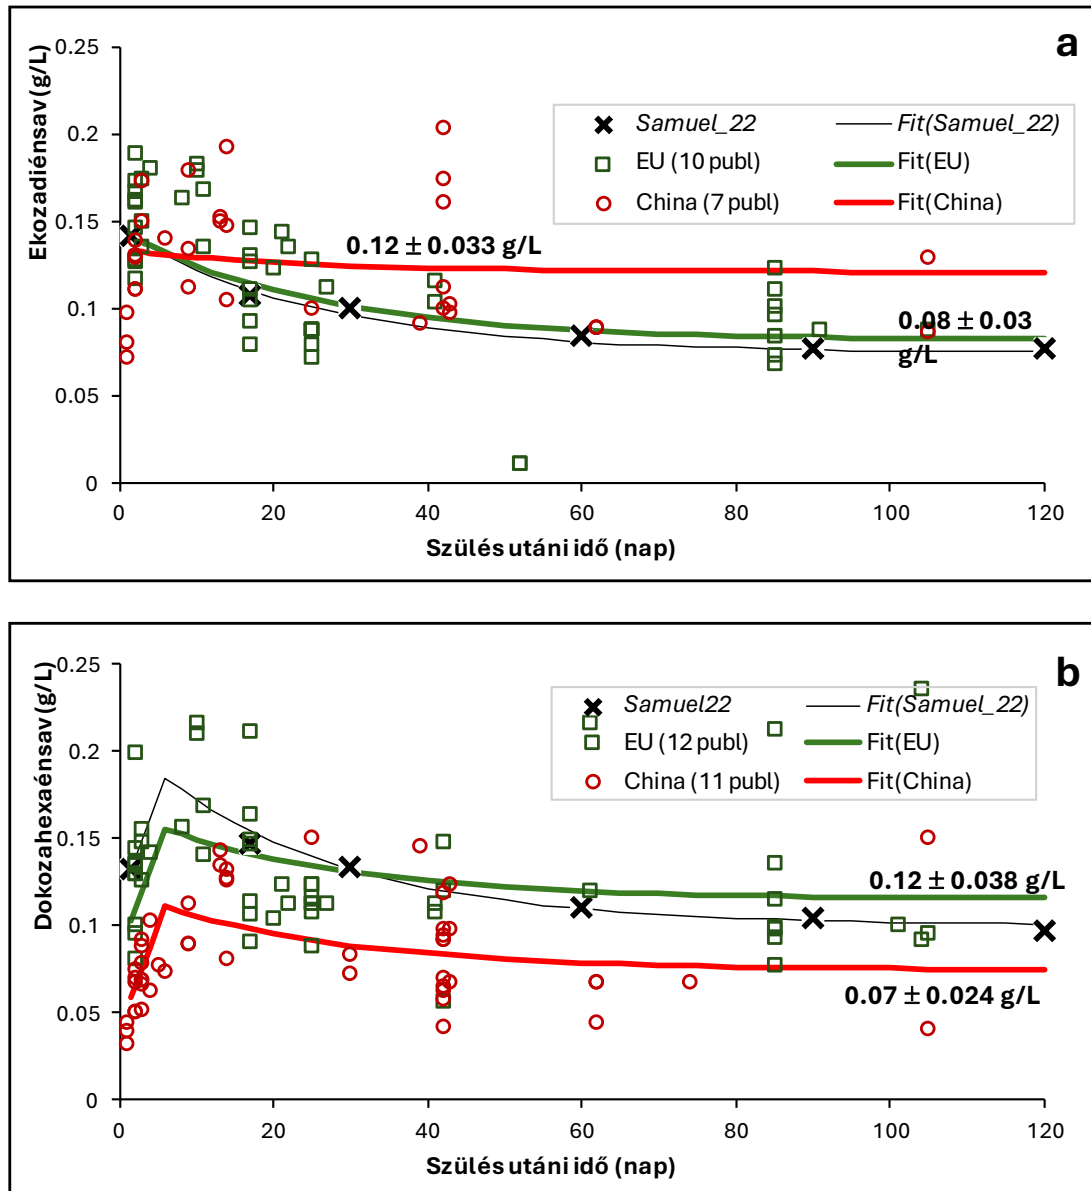 a
Ekozadiénsav (g/L)
0.25
0.2
0.15
0.1
0.05
0
Samuel_22
Fit(Samuel_22)
EU (10 publ)
Fit(EU)
China (7 publ)
Fit(China)
0.12 ± 0.033 g/L
0.08 ± 0.03
g/L
0 20 40 60 80 100 120
Szülés utáni idő (nap)
b
Dokozahexaénsav (g/L)
0.25
0.2
0.15
0.1
0.05
0
Samuel22
Fit(Samuel_22)
EU (12 publ)
Fit(EU)
China (11 publ)
Fit(China)
0.12 ± 0.038 g/L
0.07 ± 0.024 g/L
0 20 40 60 80 100 120
Szülés utáni idő (nap)